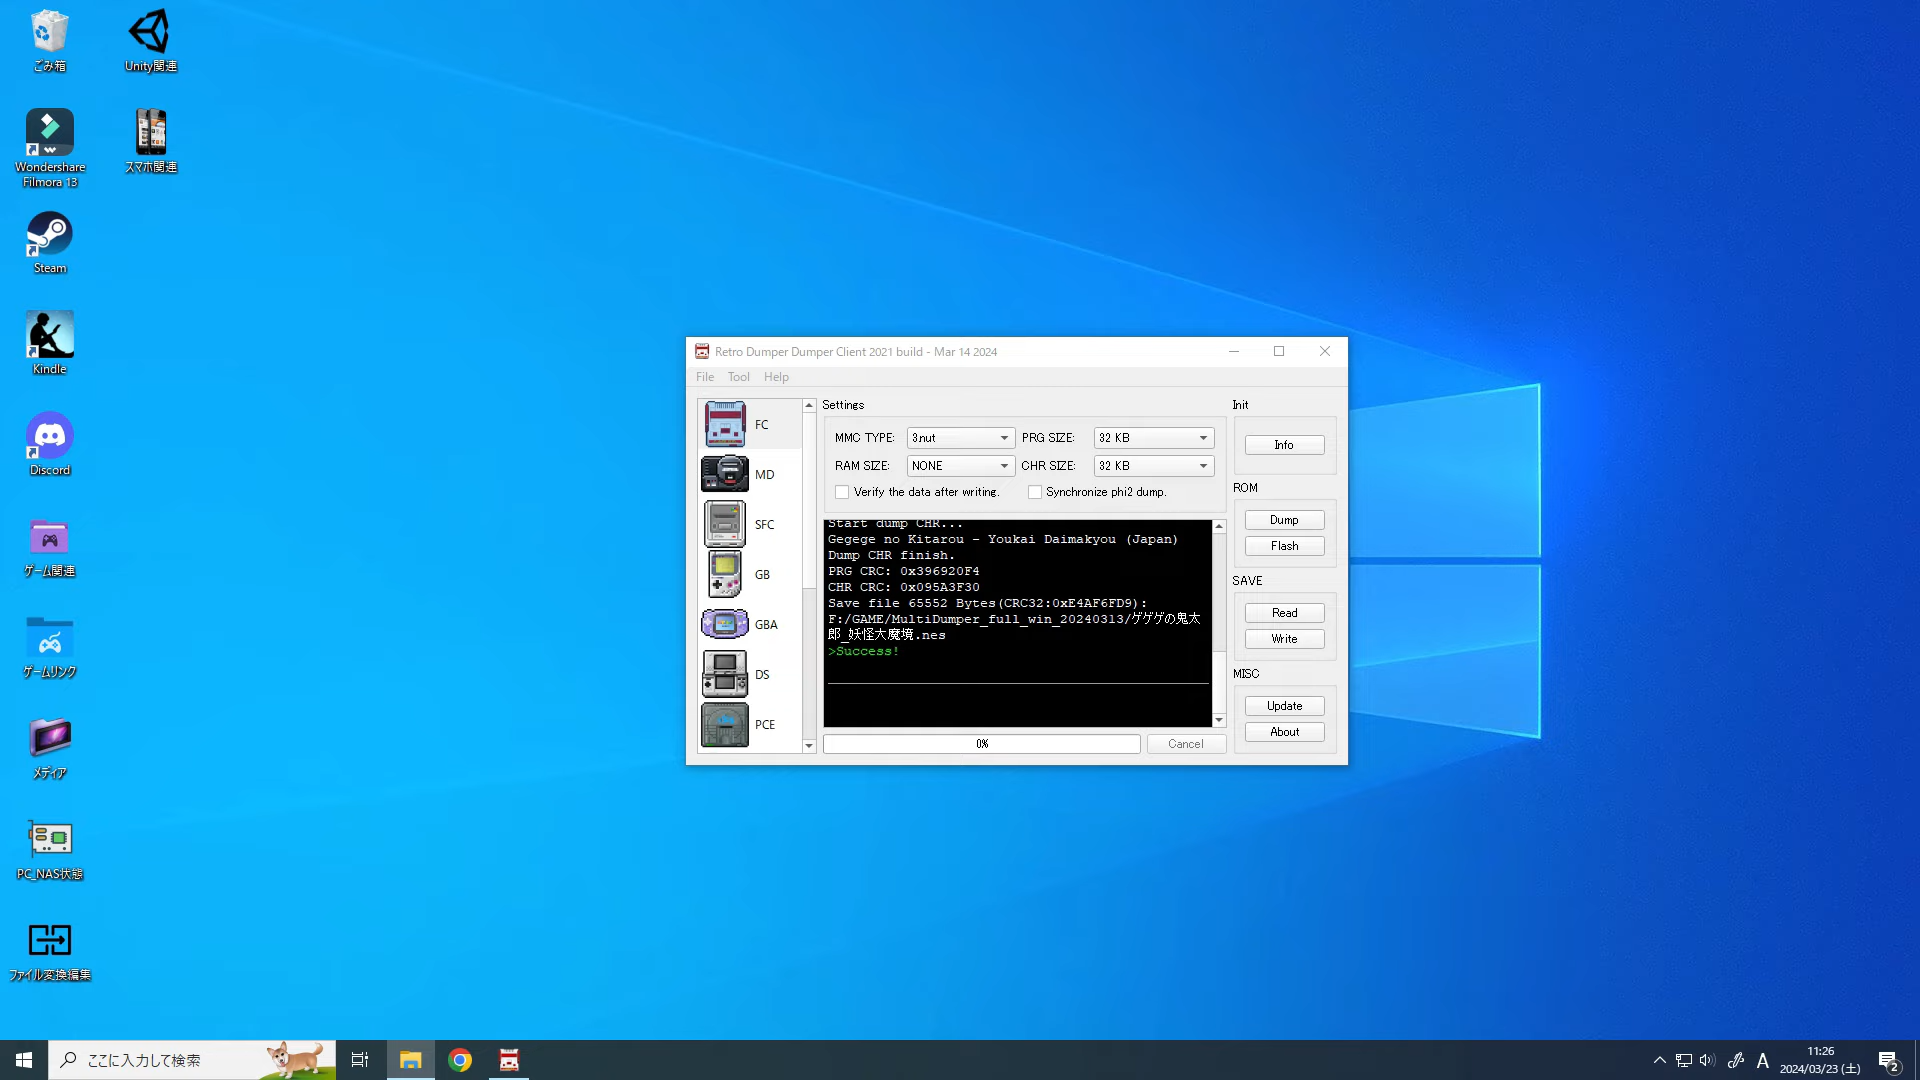 ごみ箱
Unity関連
Wondershare
Filmora 13
スマホ関連
Steam
Kindle
Discord
ゲーム関連
ゲームリンク
メディア
PC_NAS状態
ファイル変換編集
Retro Dumper Dumper Client 2021 build - Mar 14 2024
File Tool Help
FC
MD
SFC
GB
GBA
DS
PCE
Settings
MMC TYPE: 3.nut PRG SIZE: 32 KB
RAM SIZE: NONE CHR SIZE: 32 KB
Verify the data after writing. Synchronize phi2 dump.
Start dump CHR...
Gegege no Kitarou - Youkai Daimakyou (Japan)
Dump CHR finish.
PRG CRC: 0x396920F4
CHR CRC: 0x095A3F30
Save file 65552 Bytes(CRC32:0xE4AF6FD9):
F:/GAME/MultiDumper_full_win_20240313/ゲゲゲの鬼太
郎_妖怪大魔境.nes
>Success!
0% Cancel
Init
Info
ROM
Dump
Flash
SAVE
Read
Write
MISC
Update
About
ここに入力して検索
A
11:26
2024/03/23 (土)
2